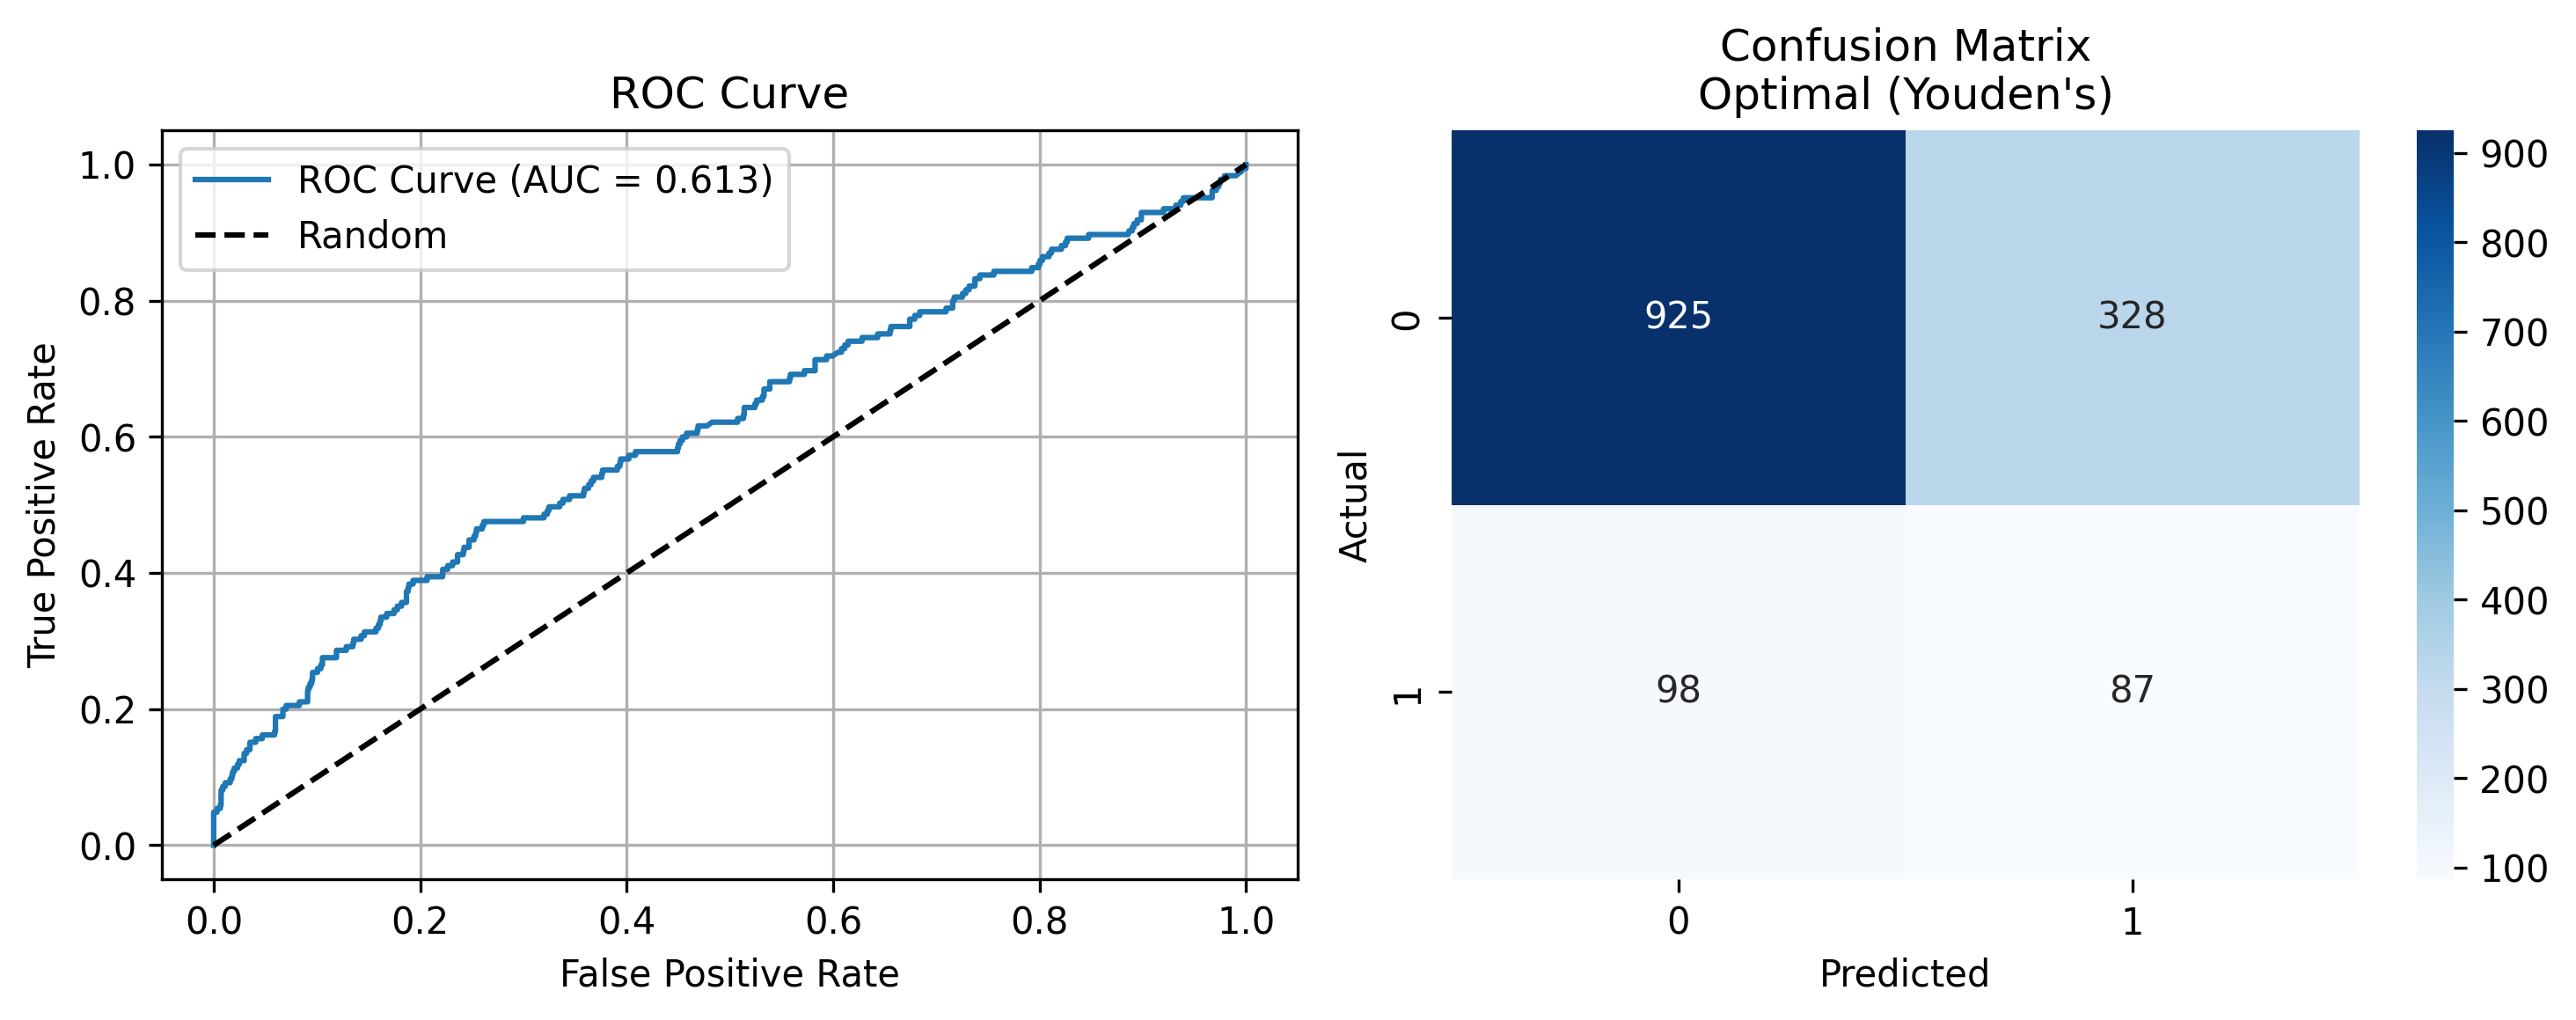 ROC Curve
ROC Curve (AUC = 0.613)
Random
True Positive Rate
1.0
0.8
0.6
0.4
0.2
0.0
0.0 0.2 0.4 0.6 0.8 1.0
False Positive Rate
Confusion Matrix
Optimal (Youden's)
Actual
0
925 328
1
98 87
0 1
Predicted
900
800
700
600
500
400
300
200
100